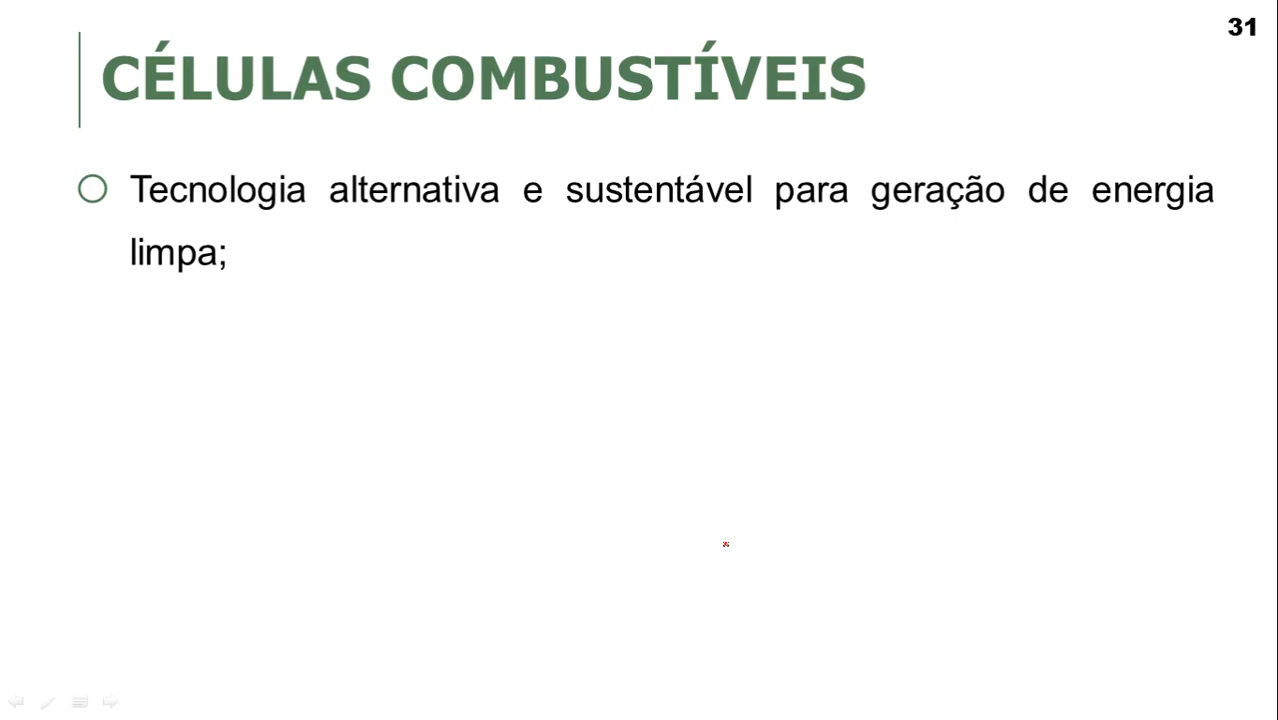 31
CÉLULAS COMBUSTÍVEIS
Tecnologia alternativa e sustentável para geração de energia
limpa;